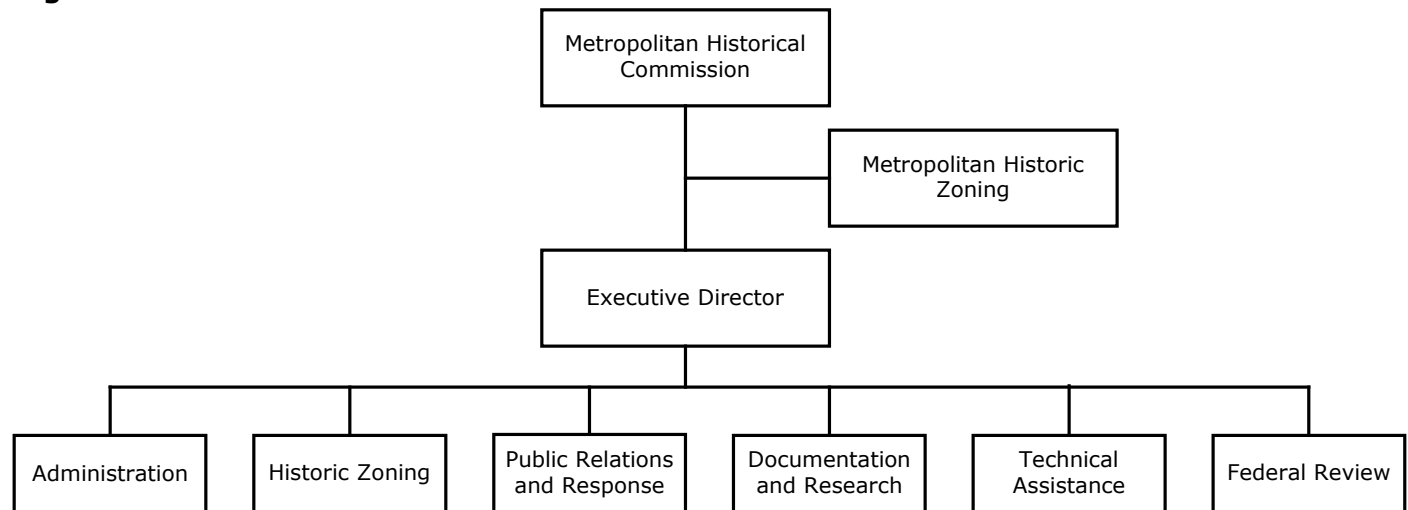 Metropolitan Historical
Commission
Metropolitan Historic
Zoning
Executive Director
Administration
Historic Zoning
Public Relations
and Response
Documentation
and Research
Technical
Assistance
Federal Review